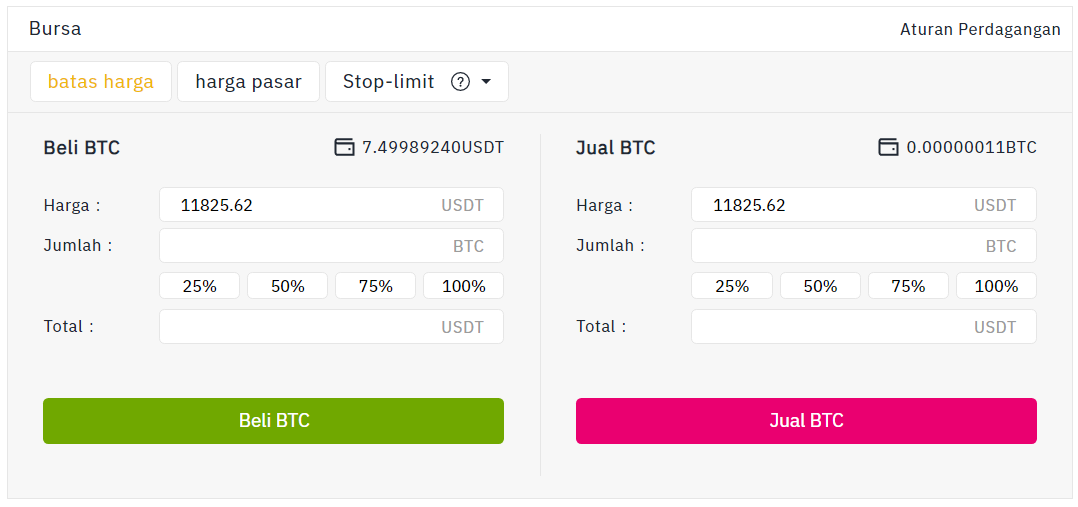 Bursa Aturan Perdagangan
batas harga harga pasar Stop-limit ?
Beli BTC 7.49989240USDT
Harga : 11825.62 USDT
Jumlah : BTC
25% 50% 75% 100%
Total : USDT
Beli BTC
Jual BTC 0.00000011BTC
Harga : 11825.62 USDT
Jumlah : BTC
25% 50% 75% 100%
Total : USDT
Jual BTC